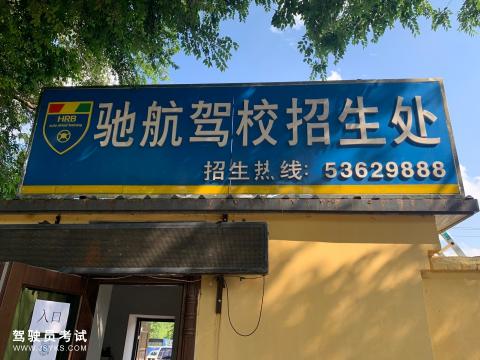 HRB
驰航驾校招生处
招生热线: 53629888
入口
驾驶员考试
www.jsyks.com